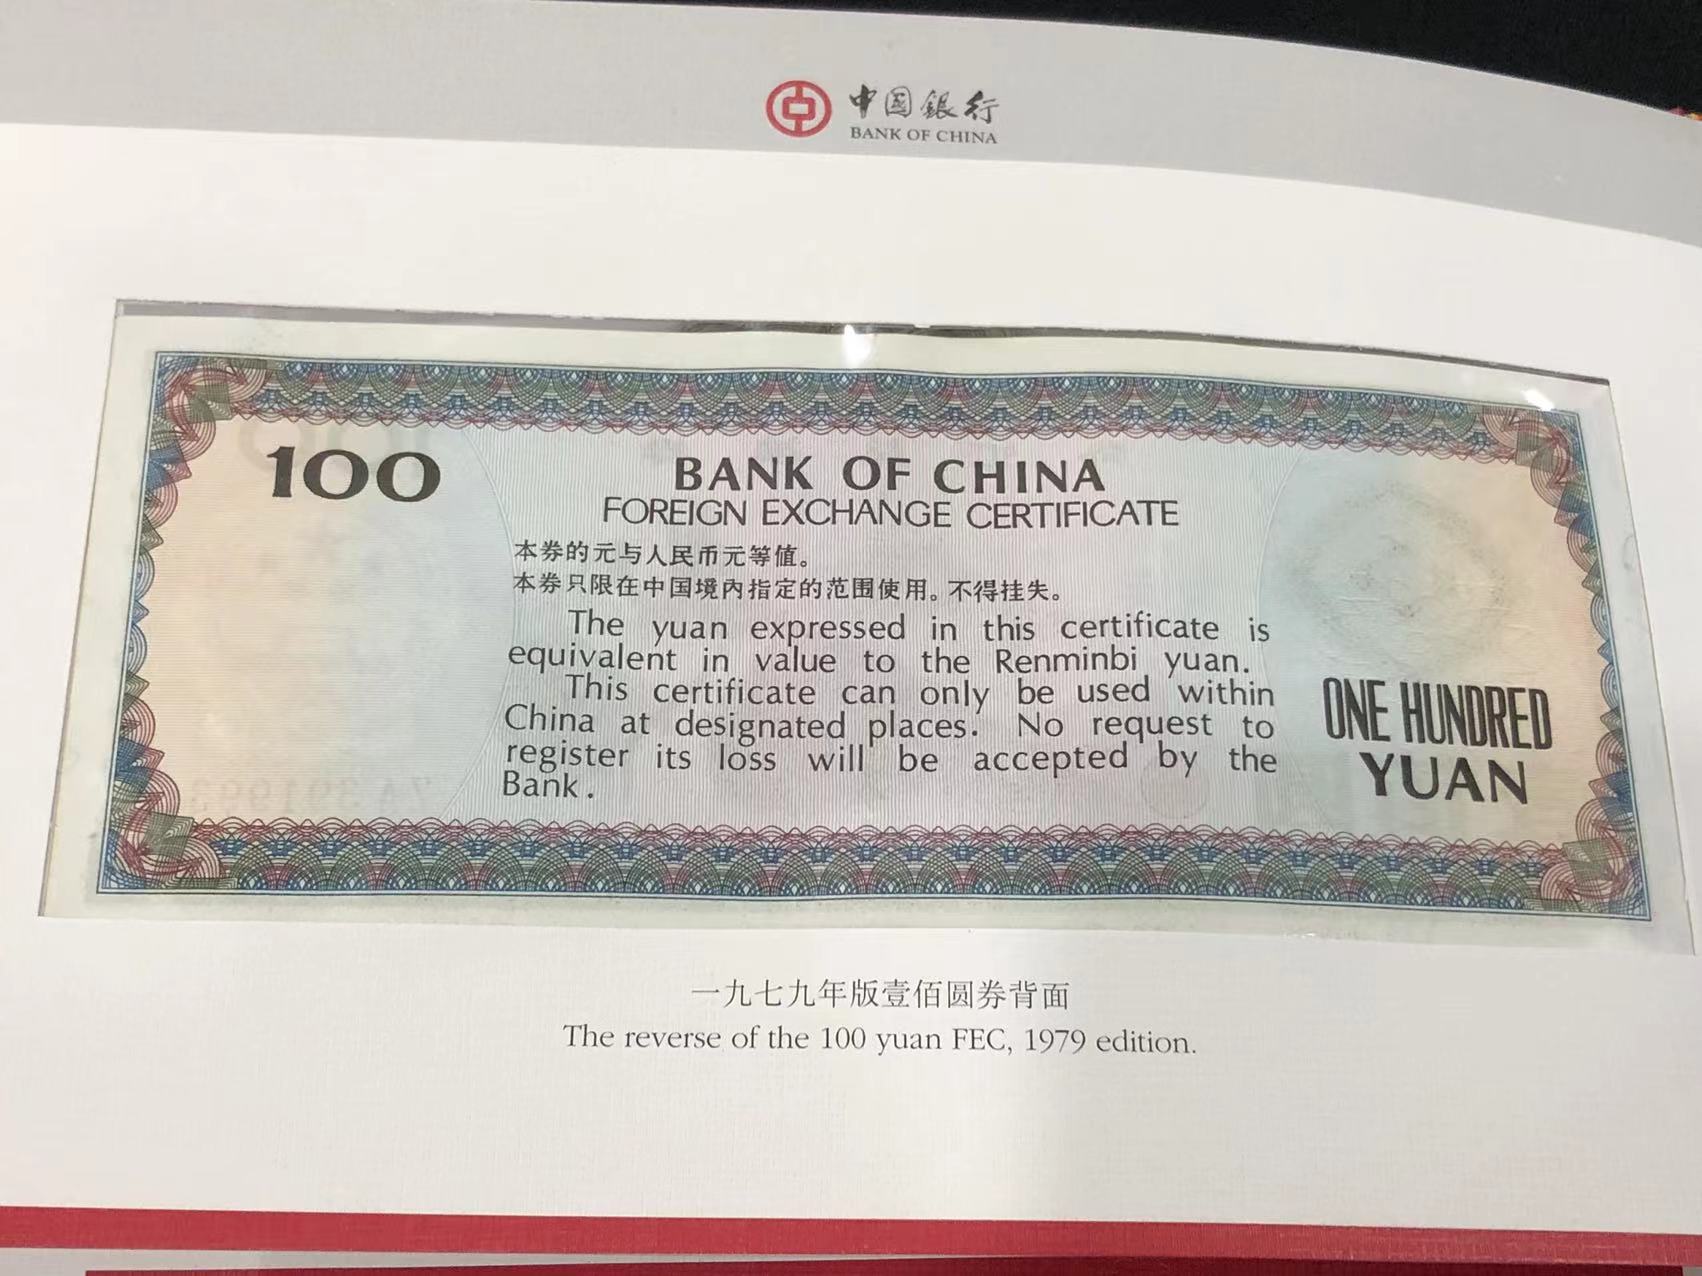 中国銀行
BANK OF CHINA
100
BANK OF CHINA
FOREIGN EXCHANGE CERTIFICATE
本券的元与人民币元等值。
本券只限在中国境内指定的范围使用。不得挂失。
The yuan expressed in this certificate is
equivalent in value to the Renminbi yuan.
This certificate can only be used within
China at designated places. No request to
register its loss will be accepted by the
Bank.
ONE HUNDRED
YUAN
一九七九年版壹佰圆券背面
The reverse of the 100 yuan FEC, 1979 edition.